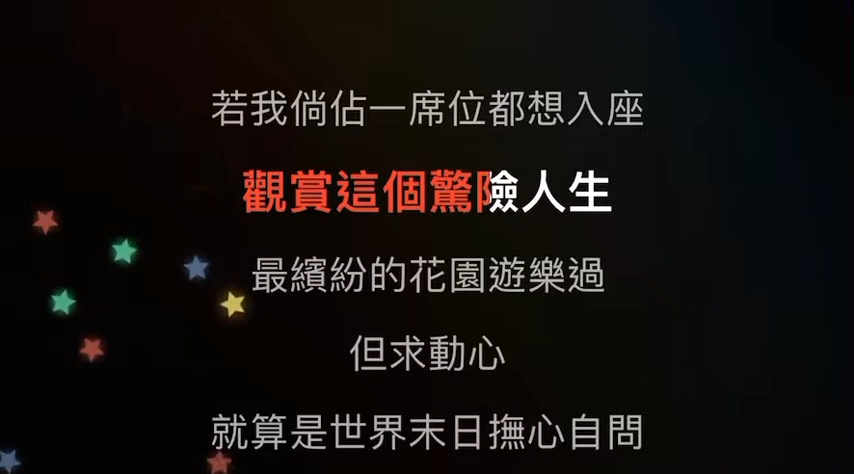 若我倘佔一席位都想入座
觀賞這個驚險人生
最繽紛的花園遊樂過
但求動心
就算是世界末日撫心自問